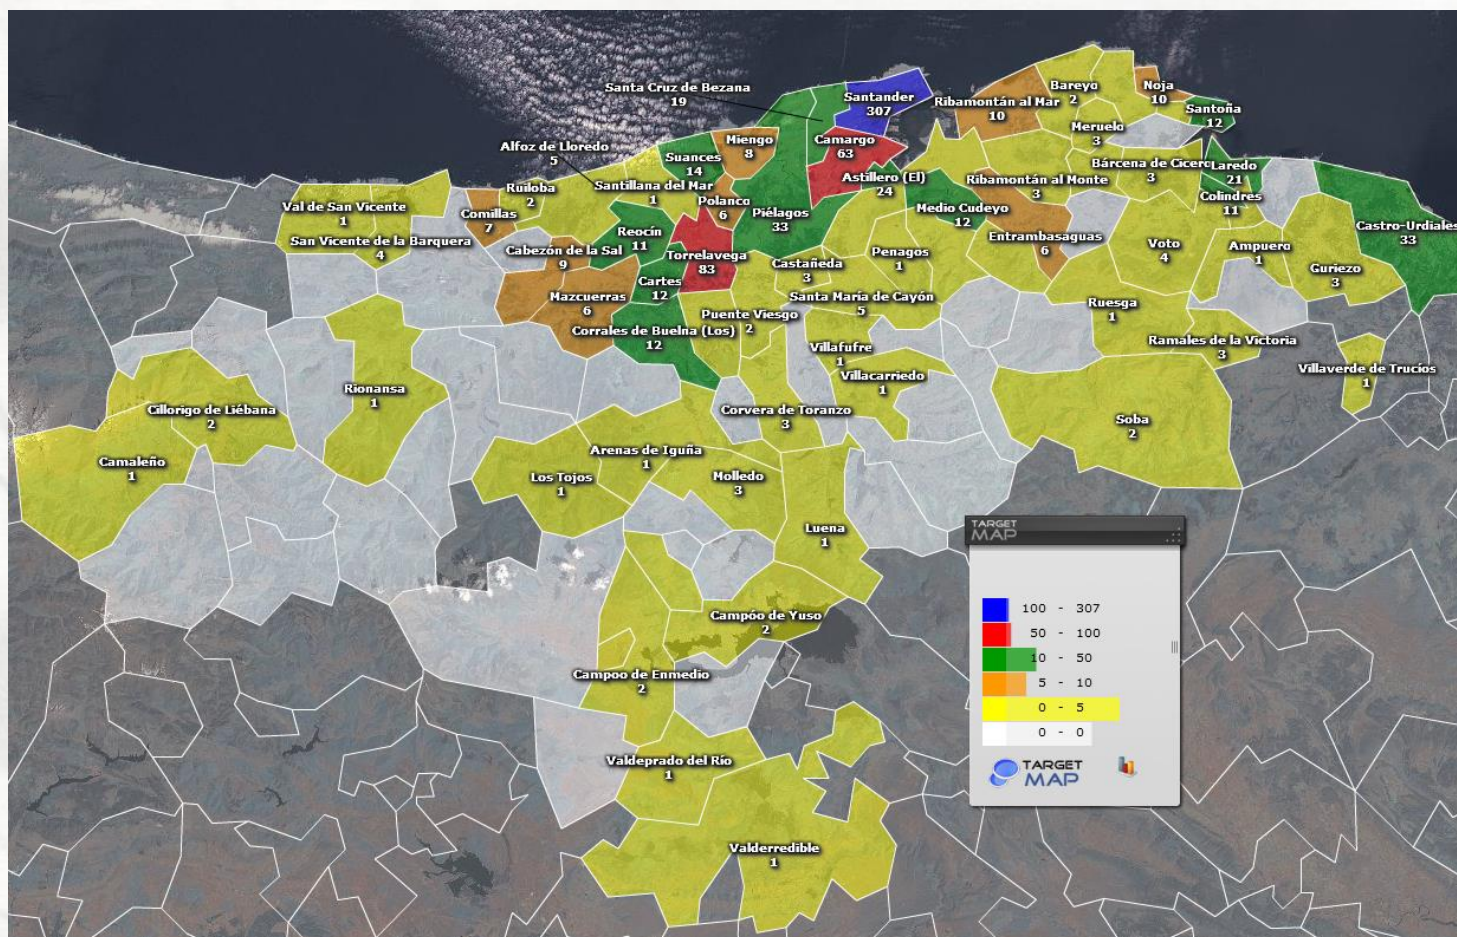 Santa Cruz de Bezana
19
Santander
307
Ribamontán al Mar
10
Bareyo
2
Noja
10
Santoña
12
Meruelo
3
Miengo
8
Camargo
63
Alfoz de Lloredo
5
Suances
14
Santillana del Mar
1
Astillero (El)
24
Ribamontán al Monte
3
Bárcena de Cicero
3
Laredo
21
Colindres
11
Ruiloba
2
Val de San Vicente
1
Comillas
7
Polanco
6
Piélagos
33
Medio Cudeyo
12
Castro-Urdiales
33
San Vicente de la Barquera
4
Reocín
11
Cabezón de la Sal
9
Torrelavega
83
Entrambasaguas
6
Voto
4
Ampuero
1
Guriezo
3
Castañeda
3
Penagos
1
Cartes
12
Mazcuerras
6
Santa María de Cayón
5
Ruesga
1
Puente Viesgo
2
Corrales de Buelna (Los)
12
Villafufre
1
Ramales de la Victoria
3
Villacarriedo
1
Villaverde de Trucíos
1
Rionansa
1
Cillorigo de Liébana
2
Corvera de Toranzo
3
Soba
2
Camaleño
1
Arenas de Iguña
1
Los Tojos
1
Molledo
3
Luena
1
Campóo de Yuso
2
Campoo de Enmedio
2
Valdeprado del Río
1
Valderredible
1
TARGET
MAP
100 - 307
50 - 100
10 - 50
5 - 10
0 - 5
0 - 0
TARGET
MAP